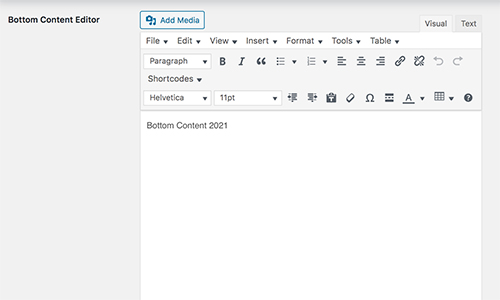 Bottom Content Editor
Add Media
Visual Text
File Edit View Insert Format Tools Table
Paragraph B I
Shortcodes
Helvetica 11pt Ω A ?
Bottom Content 2021